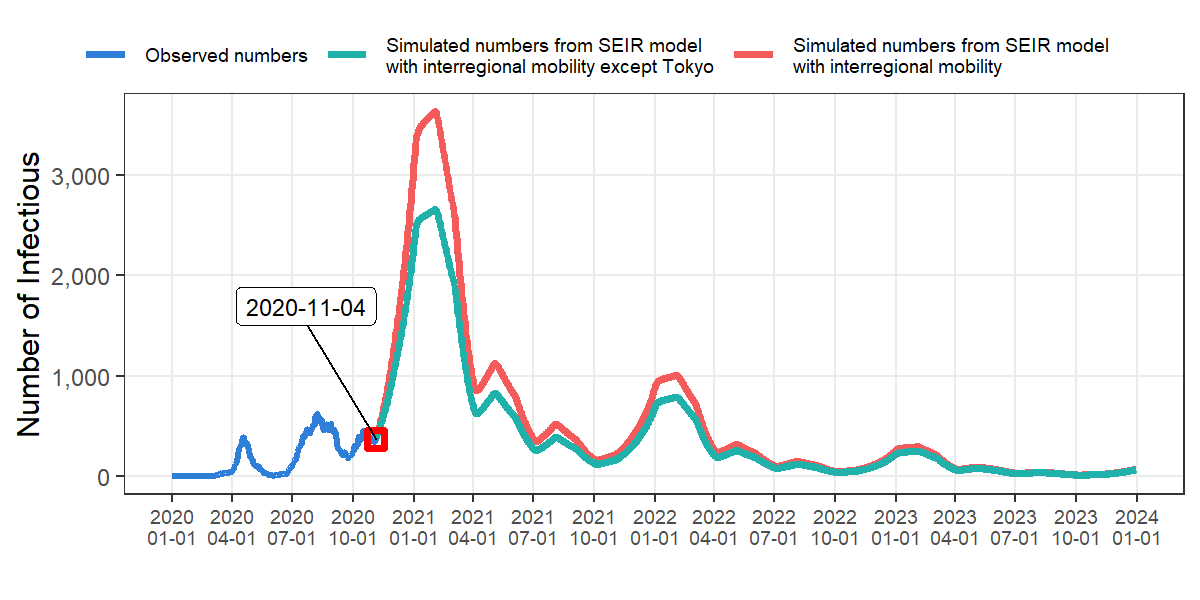 Observed numbers
Simulated numbers from SEIR model
with interregional mobility except Tokyo
Simulated numbers from SEIR model
with interregional mobility
Number of Infectious
3,000
2,000
1,000
0
2020-11-04
2020 2020 2020 2020 2021 2021 2021 2021 2022 2022 2022 2022 2023 2023 2023 2023 2024
01-01 04-01 07-01 10-01 01-01 04-01 07-01 10-01 01-01 04-01 07-01 10-01 01-01 04-01 07-01 10-01 01-01